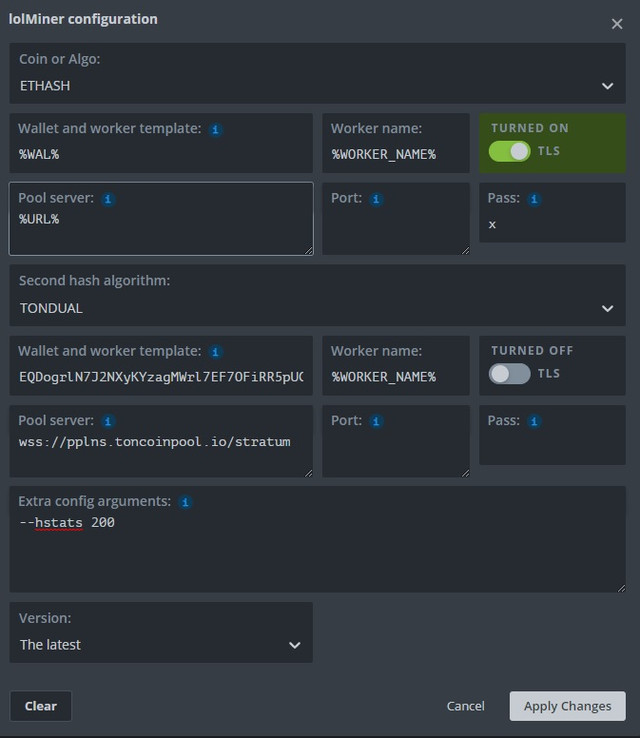 lolMiner configuration
Coin or Algo:
ETHASH
Wallet and worker template:
%WAL%
Worker name:
%WORKER_NAME%
TURNED ON
TLS
Pool server:
%URL%
Port:
Pass:
x
Second hash algorithm:
TONDUAL
Wallet and worker template:
EQDogrlN7J2NXyKYzagMWrl7EF7OFiRR5pUC
Worker name:
%WORKER_NAME%
TURNED OFF
TLS
Pool server:
wss://pplns.toncoinpool.io/stratum
Port:
Pass:
Extra config arguments:
--hstats 200
Version:
The latest
Clear
Cancel
Apply Changes